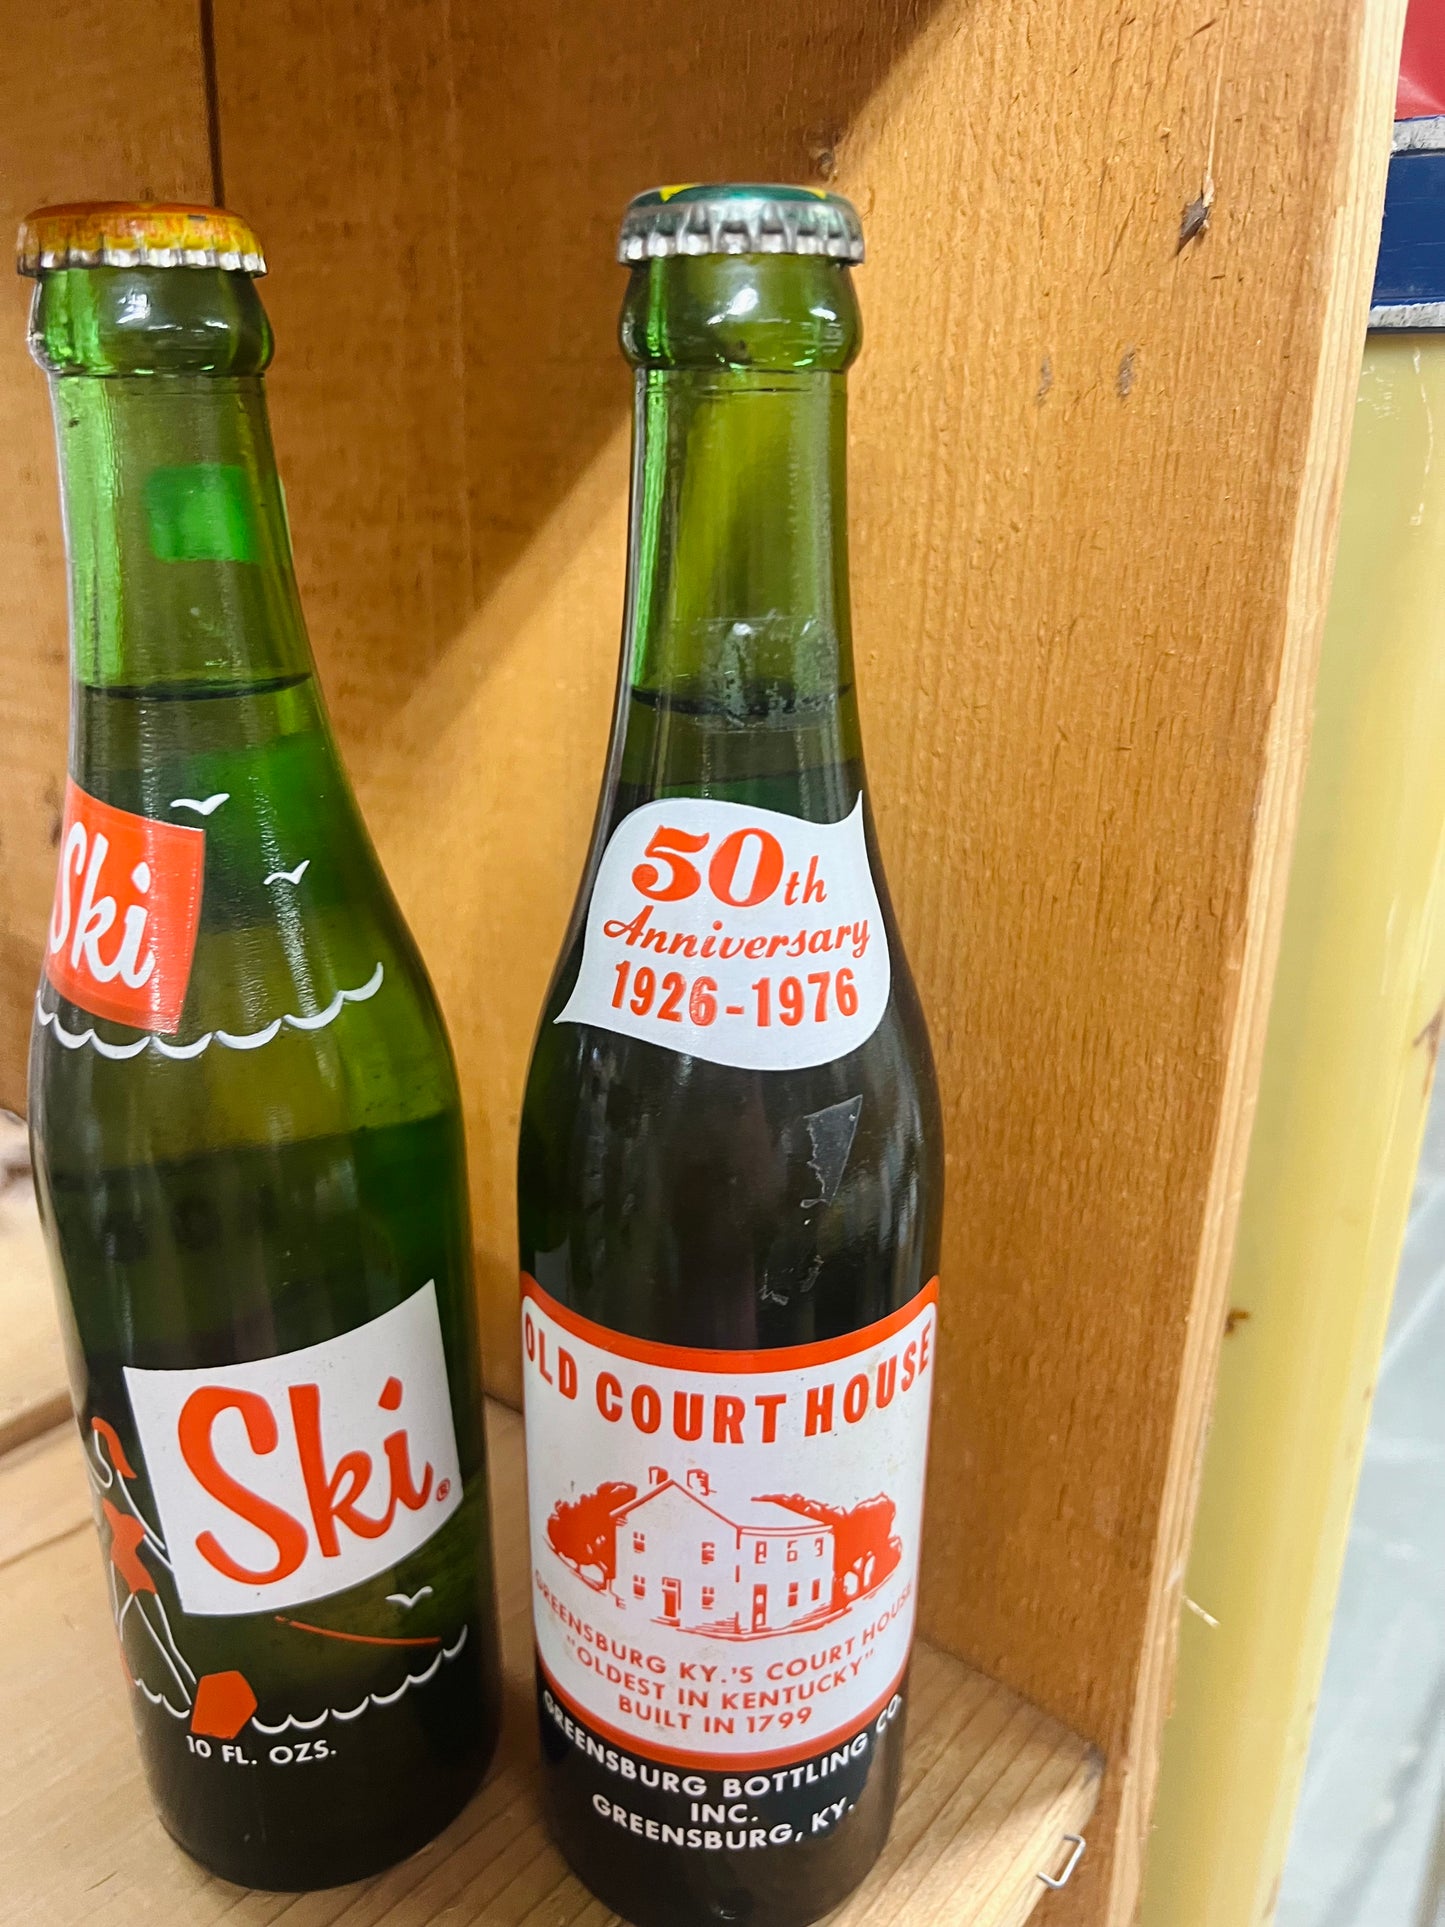 Ski
Ski®
10 FL. OZS.
50th
Anniversary
1926-1976
OLD COURT HOUSE
GREENSBURG KY.'S COURT HOUSE
"OLDEST IN KENTUCKY"
BUILT IN 1799
GREENSBURG BOTTLING CO.
INC.
GREENSBURG, KY.